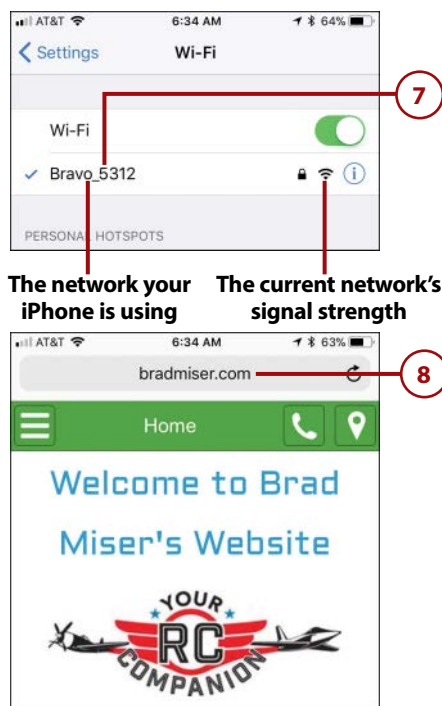 AT&T 6:34 AM 64%
Settings Wi-Fi
7
Wi-Fi
Bravo_5312
PERSONAL HOTSPOTS
The network your
iPhone is using
The current network's
signal strength
AT&T 6:34 AM 63%
bradmiser.com
8
Home
Welcome to Brad
Miser's Website
YOUR
RC
COMPANION